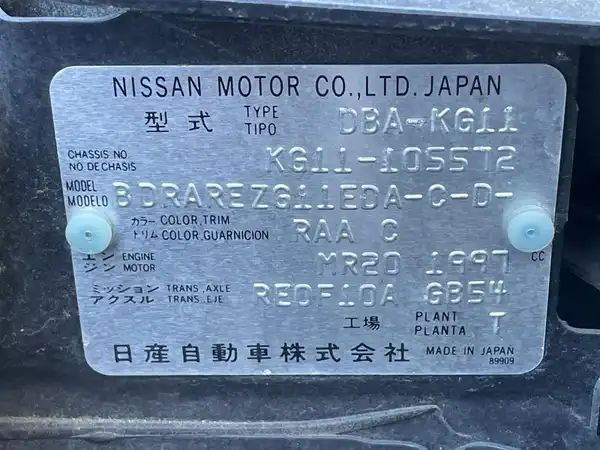 NISSAN MOTOR CO.,LTD. JAPAN
型式 TYPE TIPO DBA-KG11
CHASSIS NO. NO DE CHASIS KG11-105572
MODEL MODELO BDRAREZG11EDA-C-D-
カラー COLOR,TRIM
トリム COLOR,GUARNICION RAA C
エンジン ENGINE MOTOR MR20 1997 CC
ミッション TRANS.,AXLE
アクスル TRANS.,EJE RE0F10A GB54
工場 PLANT PLANTA T
日産自動車株式会社 MADE IN JAPAN
89909